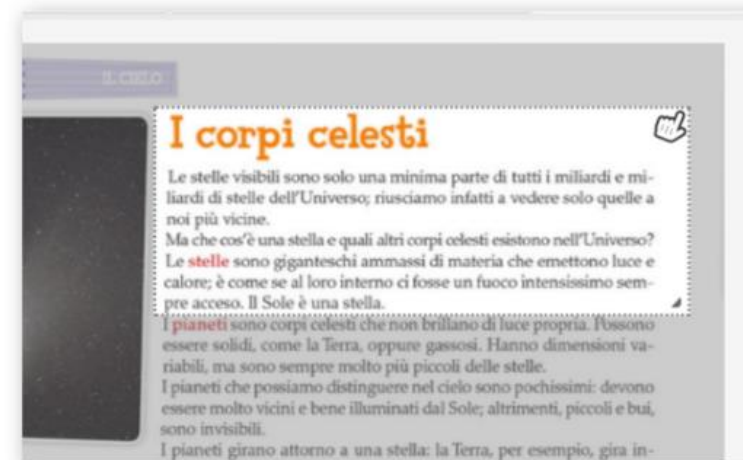 IL CIELO
I corpi celesti
Le stelle visibili sono solo una minima parte di tutti i miliardi e mi-
liardi di stelle dell'Universo; riusciamo infatti a vedere solo quelle a
noi più vicine.
Ma che cos'è una stella e quali altri corpi celesti esistono nell'Universo?
Le stelle sono giganteschi ammassi di materia che emettono luce e
calore; è come se al loro interno ci fosse un fuoco intensissimo sem-
pre acceso. Il Sole è una stella.
I pianeti sono corpi celesti che non brillano di luce propria. Possono
essere solidi, come la Terra, oppure gassosi. Hanno dimensioni va-
riabili, ma sono sempre molto più piccoli delle stelle.
I pianeti che possiamo distinguere nel cielo sono pochissimi: devono
essere molto vicini e bene illuminati dal Sole; altrimenti, piccoli e bui,
sono invisibili.
I pianeti girano attorno a una stella: la Terra, per esempio, gira in-